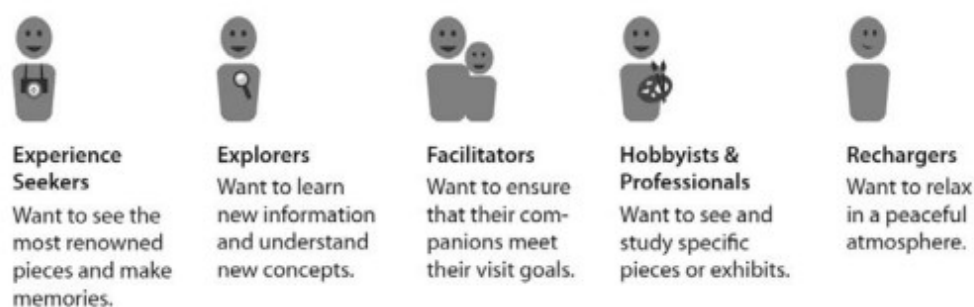 Experience
Seekers
Want to see the
most renowned
pieces and make
memories.
Explorers
Want to learn
new information
and understand
new concepts.
Facilitators
Want to ensure
that their com-
panions meet
their visit goals.
Hobbyists &
Professionals
Want to see and
study specific
pieces or exhibits.
Rechargers
Want to relax
in a peaceful
atmosphere.